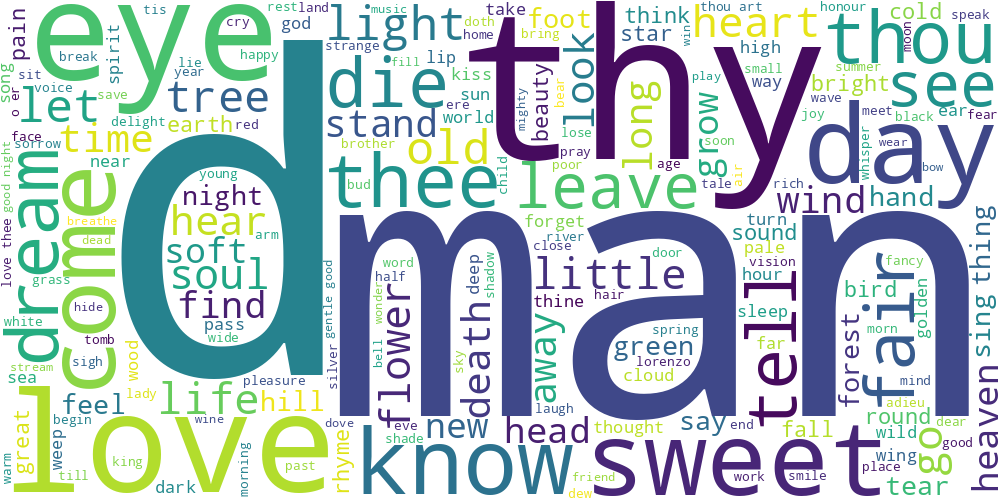 tis
cry
rest
land
god
light
music
doth
home
take
bring
foot
thou art
honour
think
star
win
heart
cold
speak
moon
thou
eye
thy
pain
break
spirit
happy
strange
lip
high
song
sit
lie
year
voice
die
fill
kiss
look
small
way
bright
see
o er
let
save
tree
sun
beauty
bear
play
summer
black
ere
world
mighty
wave
meet
ear
fear
face
sorrow
time
delight
earth
red
stand
old
lose
long
grow
soon
joy
day
whisper
wear
near
brother
pray
age
good night
dream
come
young
night
bud
thee
child
poor
leave
tale
air
rich
wind
hand
bow
d
man
breathe
dead
hear
arm
forget
river
turn
sound
love thee
soft
close
door
pale
hour
vision
fancy
sing thing
grass
soul
word
half
deep
shadow
little
hair
bird
golden
hide
find
gentle good
wonder
thine
spring
sleep
morn
white
tomb
pass
wide
flower
death
away
green
far
tell
forest
fair
wood
silver
bell
sky
lorenzo
cloud
stream
sea
sigh
pleasure
laugh
mind
heaven
love
feel
lady
life
hill
dove
eve
new
head
thought
say
end
fall
adieu
round
dear
great
begin
wine
shade
wild
go
good
weep
rhyme
know
sweet
wing
warm
till
king
dark
morning
past
friend
dew
work
smile
place
tear